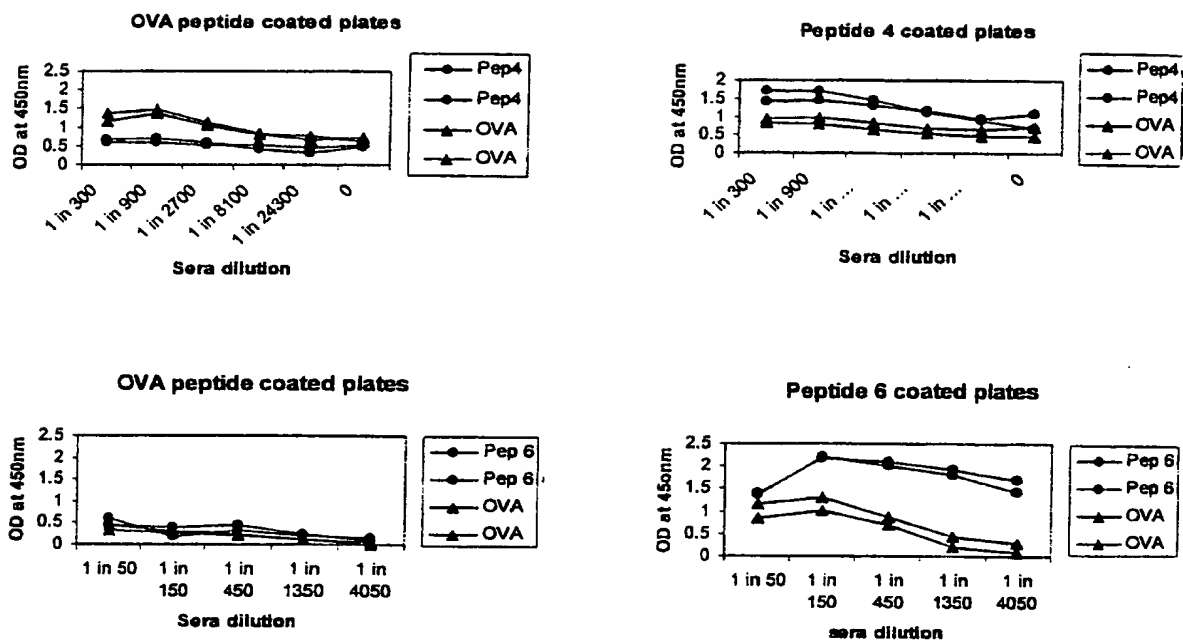 OVA peptide coated plates
OD at 450nm
2.5
2
1.5
1
0.5
0
1 in 300
1 in 900
1 in 2700
1 in 8100
1 in 24300
0
Sera dilution
Pep4
Pep4
OVA
OVA
Peptide 4 coated plates
OD at 450nm
2
1.5
1
0.5
0
1 in 300
1 in 900
1 in ...
1 in ...
1 in ...
0
Sera dilution
Pep4
Pep4
OVA
OVA
OVA peptide coated plates
OD at 450nm
2.5
2
1.5
1
0.5
0
1 in 50
1 in
150
1 in
450
1 in
1350
1 in
4050
Sera dilution
Pep 6
Pep 6
OVA
OVA
Peptide 6 coated plates
OD at 45onm
2.5
2
1.5
1
0.5
0
1 in 50
1 in
150
1 in
450
1 in
1350
1 in
4050
sera dilution
Pep 6
Pep 6
OVA
OVA